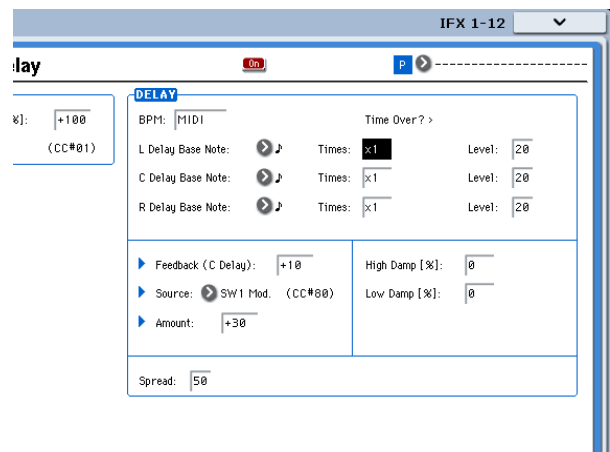 IFX 1-12
lay On P
DELAY
%]: +100 BPM: MIDI Time Over? >
(CC#01) L Delay Base Note: ♪ Times: x1 Level: 20
C Delay Base Note: ♪ Times: x1 Level: 20
R Delay Base Note: ♪ Times: x1 Level: 20
Feedback (C Delay): +10 High Damp [%]: 0
Source: SW1 Mod. (CC#80) Low Damp [%]: 0
Amount: +30
Spread: 50